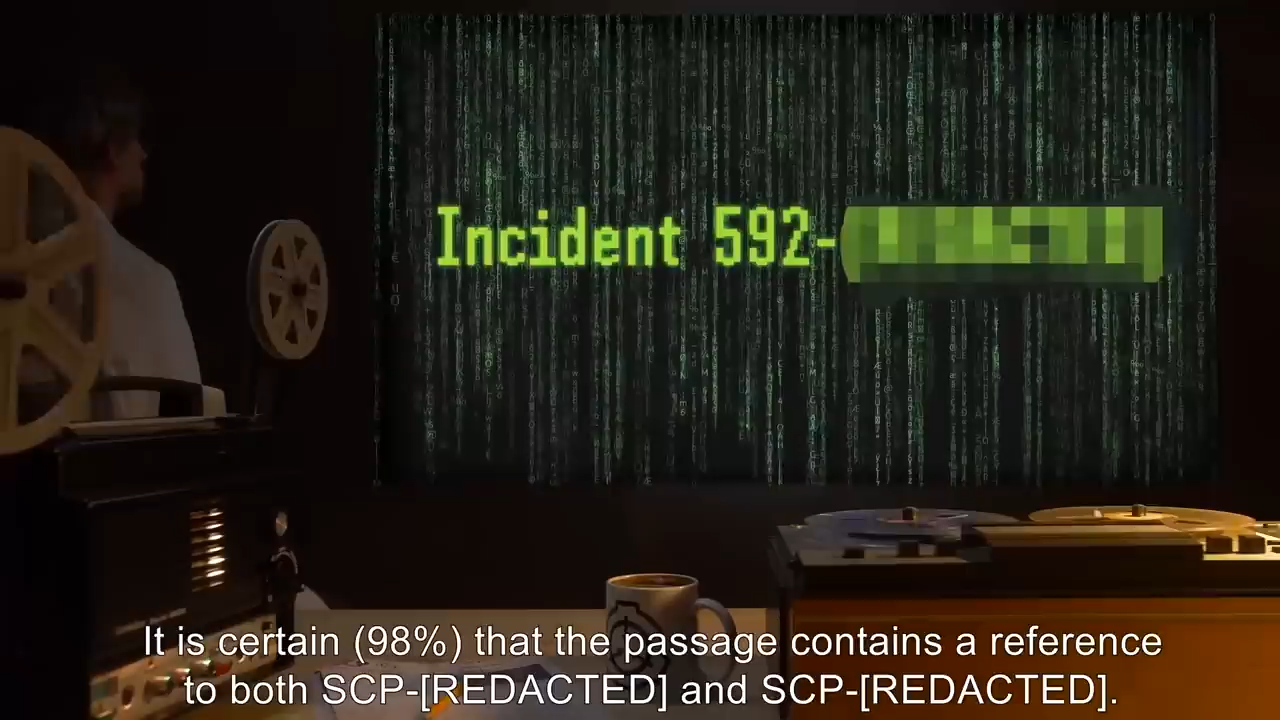 Incident 592-
It is certain (98%) that the passage contains a reference
to both SCP-[REDACTED] and SCP-[REDACTED].